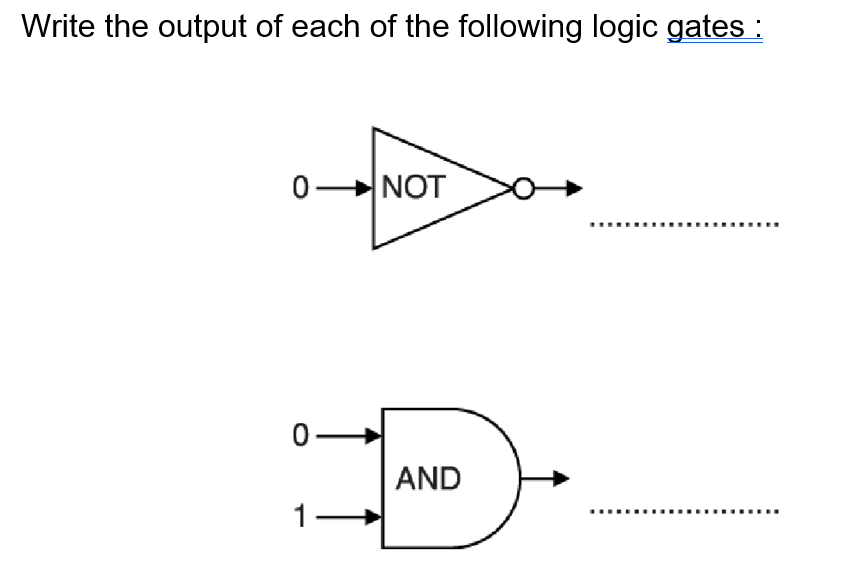 Write the output of each of the following logic gates :
0 NOT
......................
0
AND
1
......................